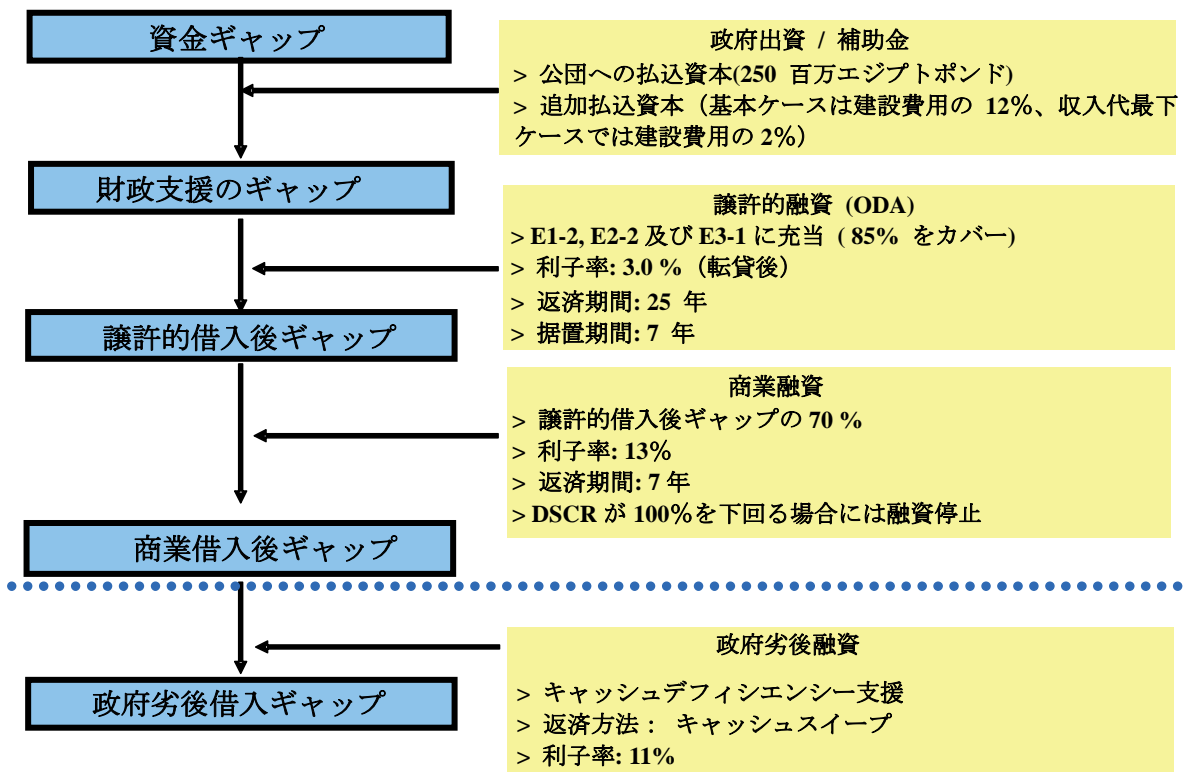 資金ギャップ
政府出資 / 補助金
> 公団への払込資本(250 百万エジプトポンド)
> 追加払込資本（基本ケースは建設費用の 12%、収入代最下
ケースでは建設費用の 2%）
財政支援のギャップ
譲許的融資 (ODA)
> E1-2, E2-2 及び E3-1 に充当 ( 85% をカバー)
> 利子率: 3.0 %（転貸後）
> 返済期間: 25 年
> 据置期間: 7 年
譲許的借入後ギャップ
商業融資
> 譲許的借入後ギャップの 70 %
> 利子率: 13%
> 返済期間: 7 年
> DSCR が 100%を下回る場合には融資停止
商業借入後ギャップ
政府劣後融資
> キャッシュデフィシエンシー支援
> 返済方法： キャッシュスイープ
> 利子率: 11%
政府劣後借入ギャップ